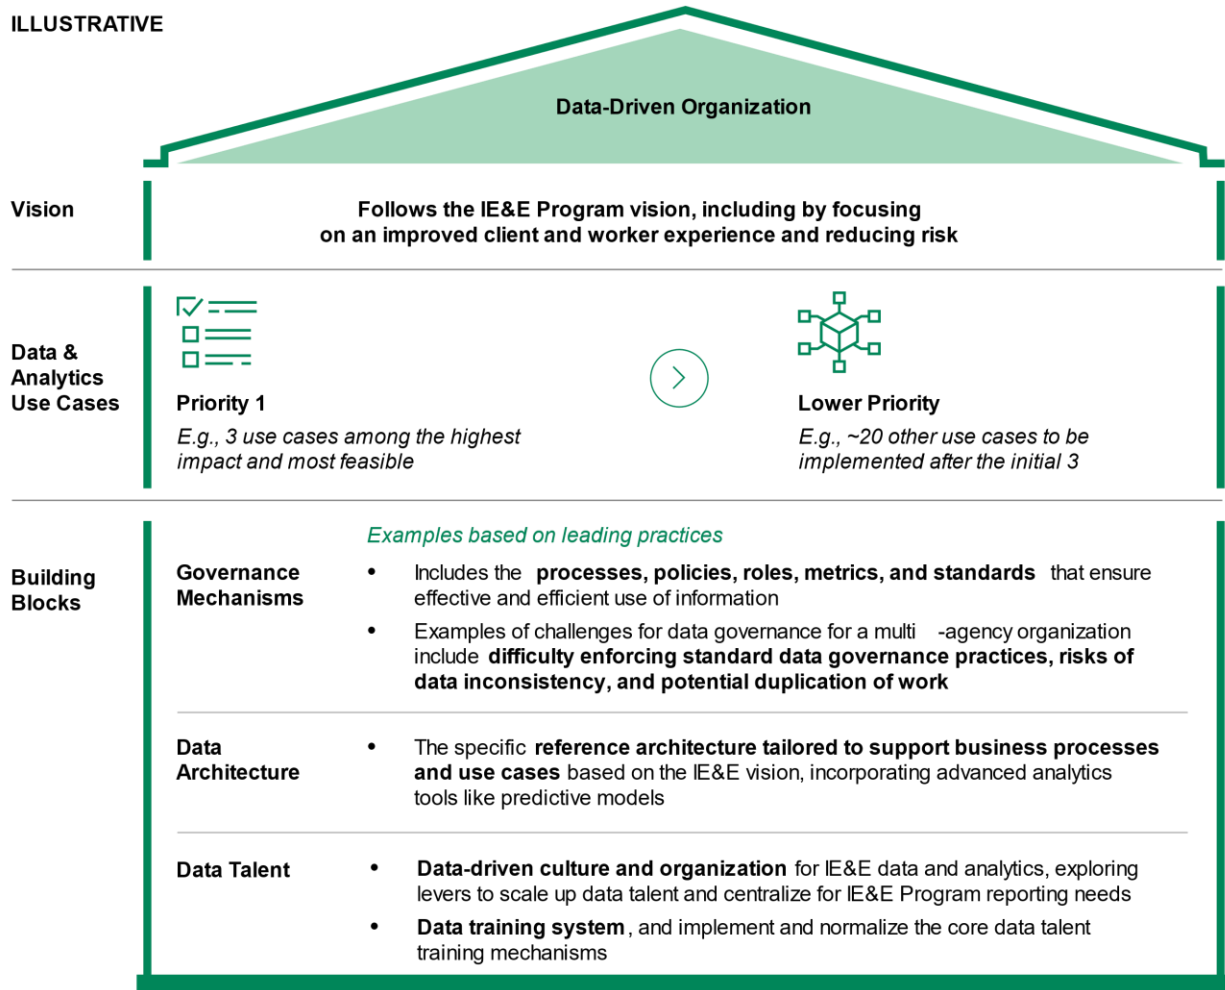 ILLUSTRATIVE
Data-Driven Organization
Vision
Follows the IE&E Program vision, including by focusing
on an improved client and worker experience and reducing risk
Data &
Analytics
Use Cases
Priority 1
E.g., 3 use cases among the highest
impact and most feasible
Lower Priority
E.g., ~20 other use cases to be
implemented after the initial 3
Building
Blocks
Examples based on leading practices
Governance
Mechanisms
• Includes the processes, policies, roles, metrics, and standards that ensure
effective and efficient use of information
• Examples of challenges for data governance for a multi -agency organization
include difficulty enforcing standard data governance practices, risks of
data inconsistency, and potential duplication of work
Data
Architecture
• The specific reference architecture tailored to support business processes
and use cases based on the IE&E vision, incorporating advanced analytics
tools like predictive models
Data Talent
• Data-driven culture and organization for IE&E data and analytics, exploring
levers to scale up data talent and centralize for IE&E Program reporting needs
• Data training system, and implement and normalize the core data talent
training mechanisms